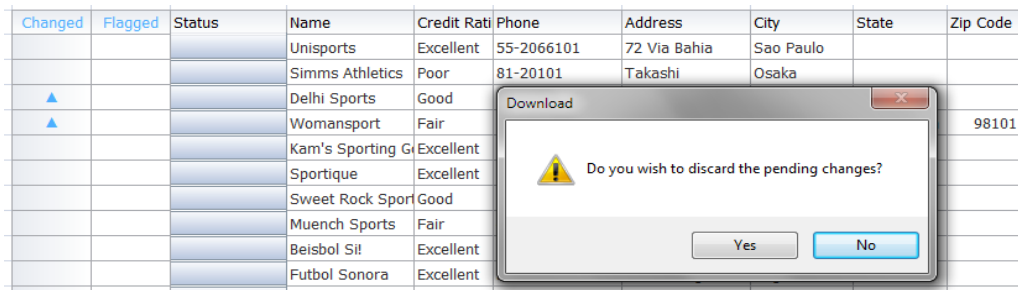 Changed Flagged Status Name Credit Rati Phone Address City State Zip Code
Unisports Excellent 55-2066101 72 Via Bahia Sao Paulo
Simms Athletics Poor 81-20101 Takashi Osaka
Delhi Sports Good
Womansport Fair 98101
Kam's Sporting Excellent
Sportique Excellent
Sweet Rock Sport Good
Muench Sports Fair
Beisbol Si! Excellent
Futbol Sonora Excellent
Download
Do you wish to discard the pending changes?
Yes No